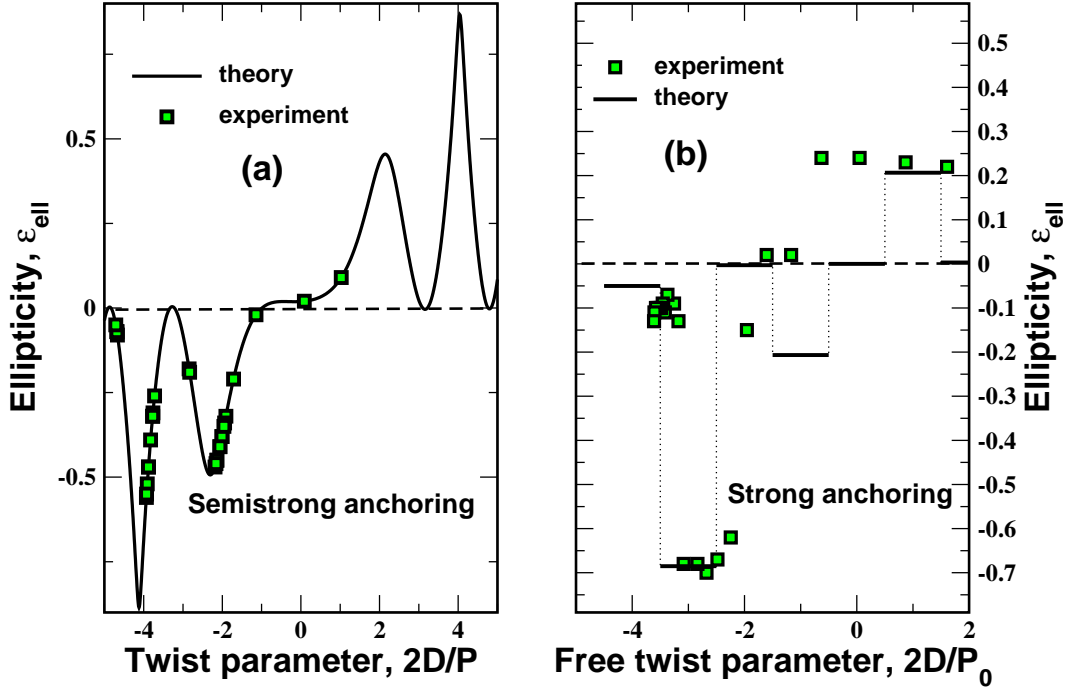 theory
experiment
(a)
Semistrong anchoring
0.5
0
-0.5
-4
-2
0
2
4
Ellipticity, ε_ell
Twist parameter, 2D/P
experiment
theory
(b)
Strong anchoring
0.5
0.4
0.3
0.2
0.1
0
-0.1
-0.2
-0.3
-0.4
-0.5
-0.6
-0.7
-4
-2
0
2
Ellipticity, ε_ell
Free twist parameter, 2D/P_0